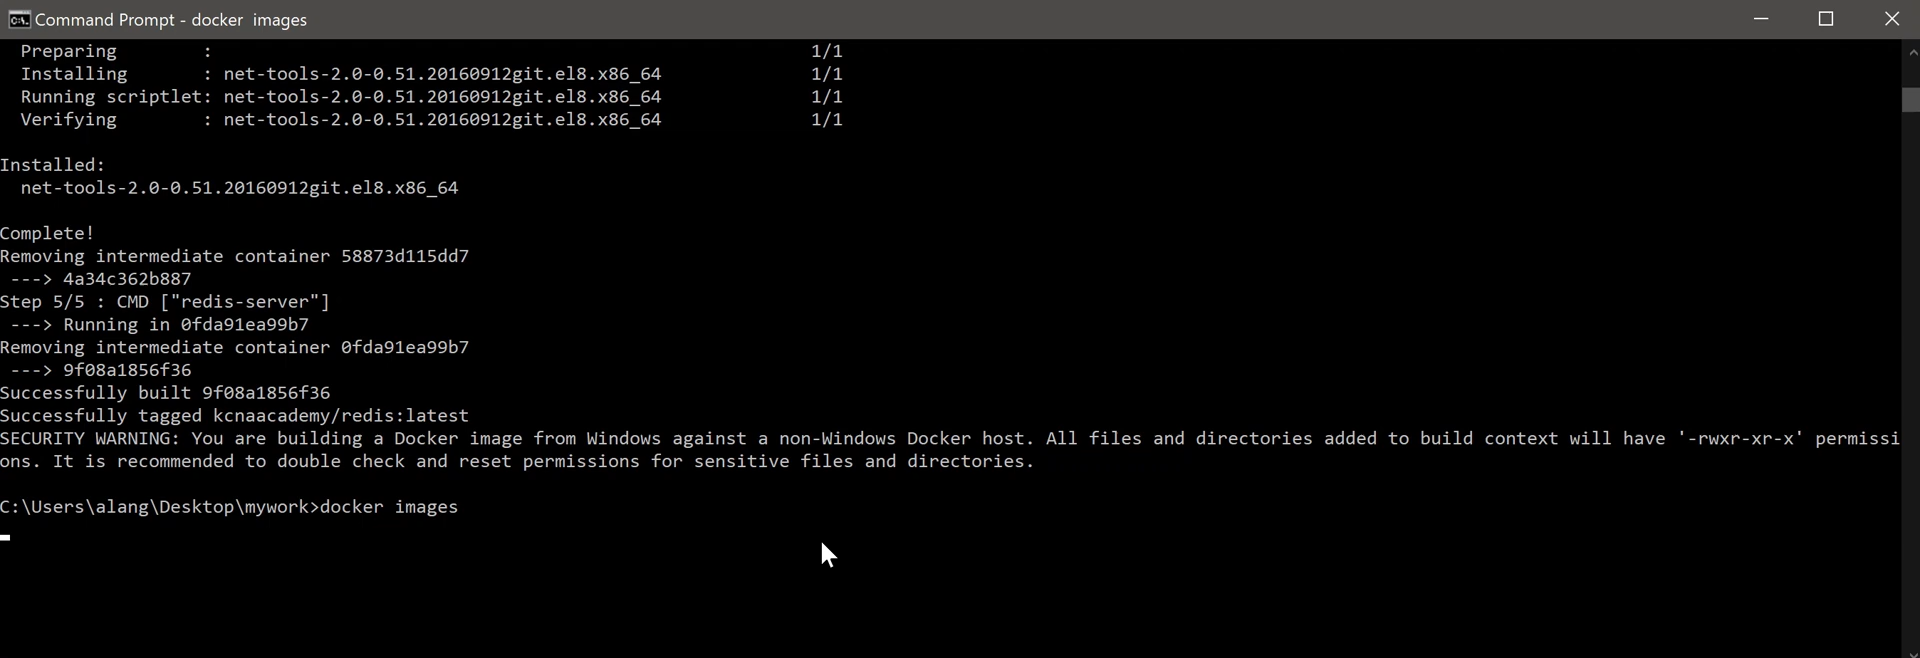 Command Prompt - docker  images
  Preparing        :                                                         1/1
  Installing       : net-tools-2.0-0.51.20160912git.el8.x86_64              1/1
  Running scriptlet: net-tools-2.0-0.51.20160912git.el8.x86_64              1/1
  Verifying        : net-tools-2.0-0.51.20160912git.el8.x86_64              1/1
Installed:
  net-tools-2.0-0.51.20160912git.el8.x86_64
Complete!
Removing intermediate container 58873d115dd7
 ---> 4a34c362b887
Step 5/5 : CMD ["redis-server"]
 ---> Running in 0fda91ea99b7
Removing intermediate container 0fda91ea99b7
 ---> 9f08a1856f36
Successfully built 9f08a1856f36
Successfully tagged kcnaacademy/redis:latest
SECURITY WARNING: You are building a Docker image from Windows against a non-Windows Docker host. All files and directories added to build context will have '-rwxr-xr-x' permissi
ons. It is recommended to double check and reset permissions for sensitive files and directories.
C:\Users\alang\Desktop\mywork>docker images